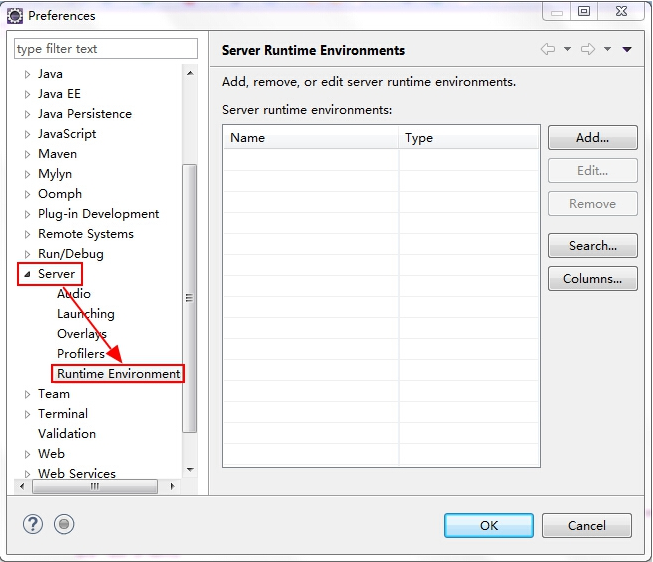 Preferences
type filter text
Java
Java EE
Java Persistence
JavaScript
Maven
Mylyn
Oomph
Plug-in Development
Remote Systems
Run/Debug
Server
Audio
Launching
Overlays
Profilers
Runtime Environment
Team
Terminal
Validation
Web
Web Services
Server Runtime Environments
Add, remove, or edit server runtime environments.
Server runtime environments:
Name Type
Add...
Edit...
Remove
Search...
Columns...
OK Cancel